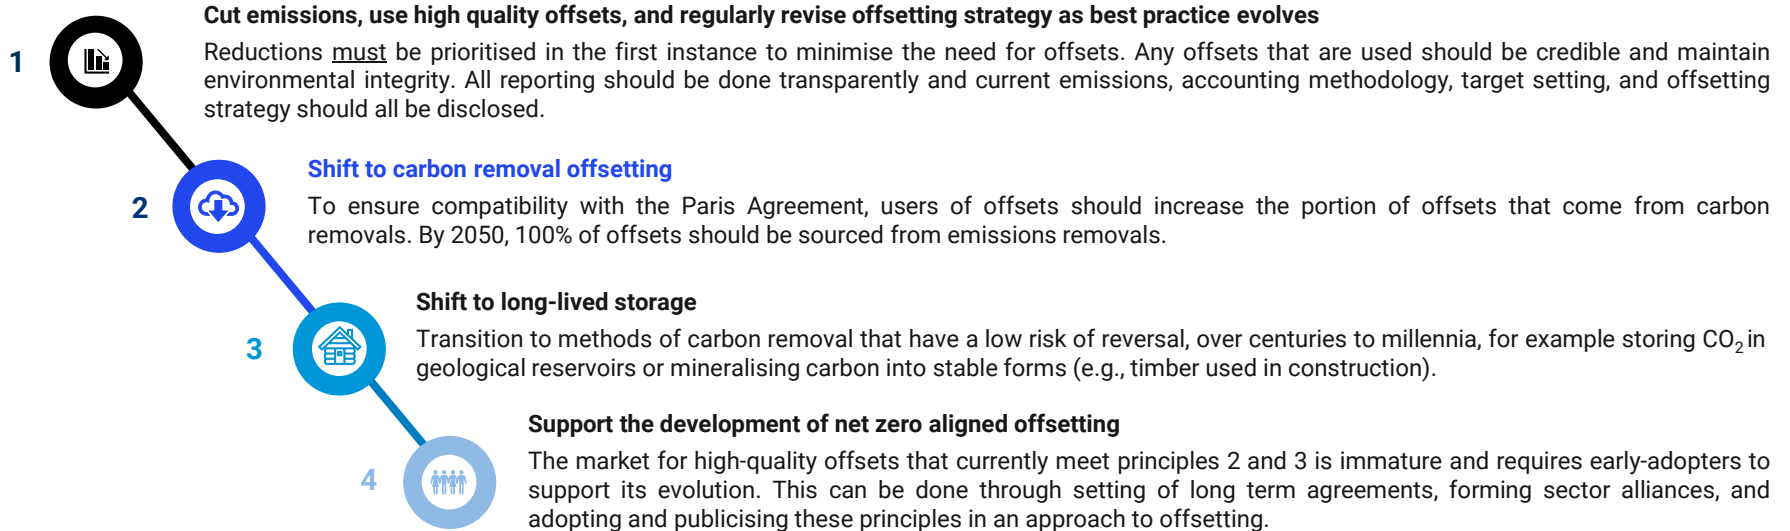 Cut emissions, use high quality offsets, and regularly revise offsetting strategy as best practice evolves
1
Reductions must be prioritised in the first instance to minimise the need for offsets. Any offsets that are used should be credible and maintain
environmental integrity. All reporting should be done transparently and current emissions, accounting methodology, target setting, and offsetting
strategy should all be disclosed.
Shift to carbon removal offsetting
2
To ensure compatibility with the Paris Agreement, users of offsets should increase the portion of offsets that come from carbon
removals. By 2050, 100% of offsets should be sourced from emissions removals.
Shift to long-lived storage
3
Transition to methods of carbon removal that have a low risk of reversal, over centuries to millennia, for example storing CO₂ in
geological reservoirs or mineralising carbon into stable forms (e.g., timber used in construction).
Support the development of net zero aligned offsetting
4
The market for high-quality offsets that currently meet principles 2 and 3 is immature and requires early-adopters to
support its evolution. This can be done through setting of long term agreements, forming sector alliances, and
adopting and publicising these principles in an approach to offsetting.